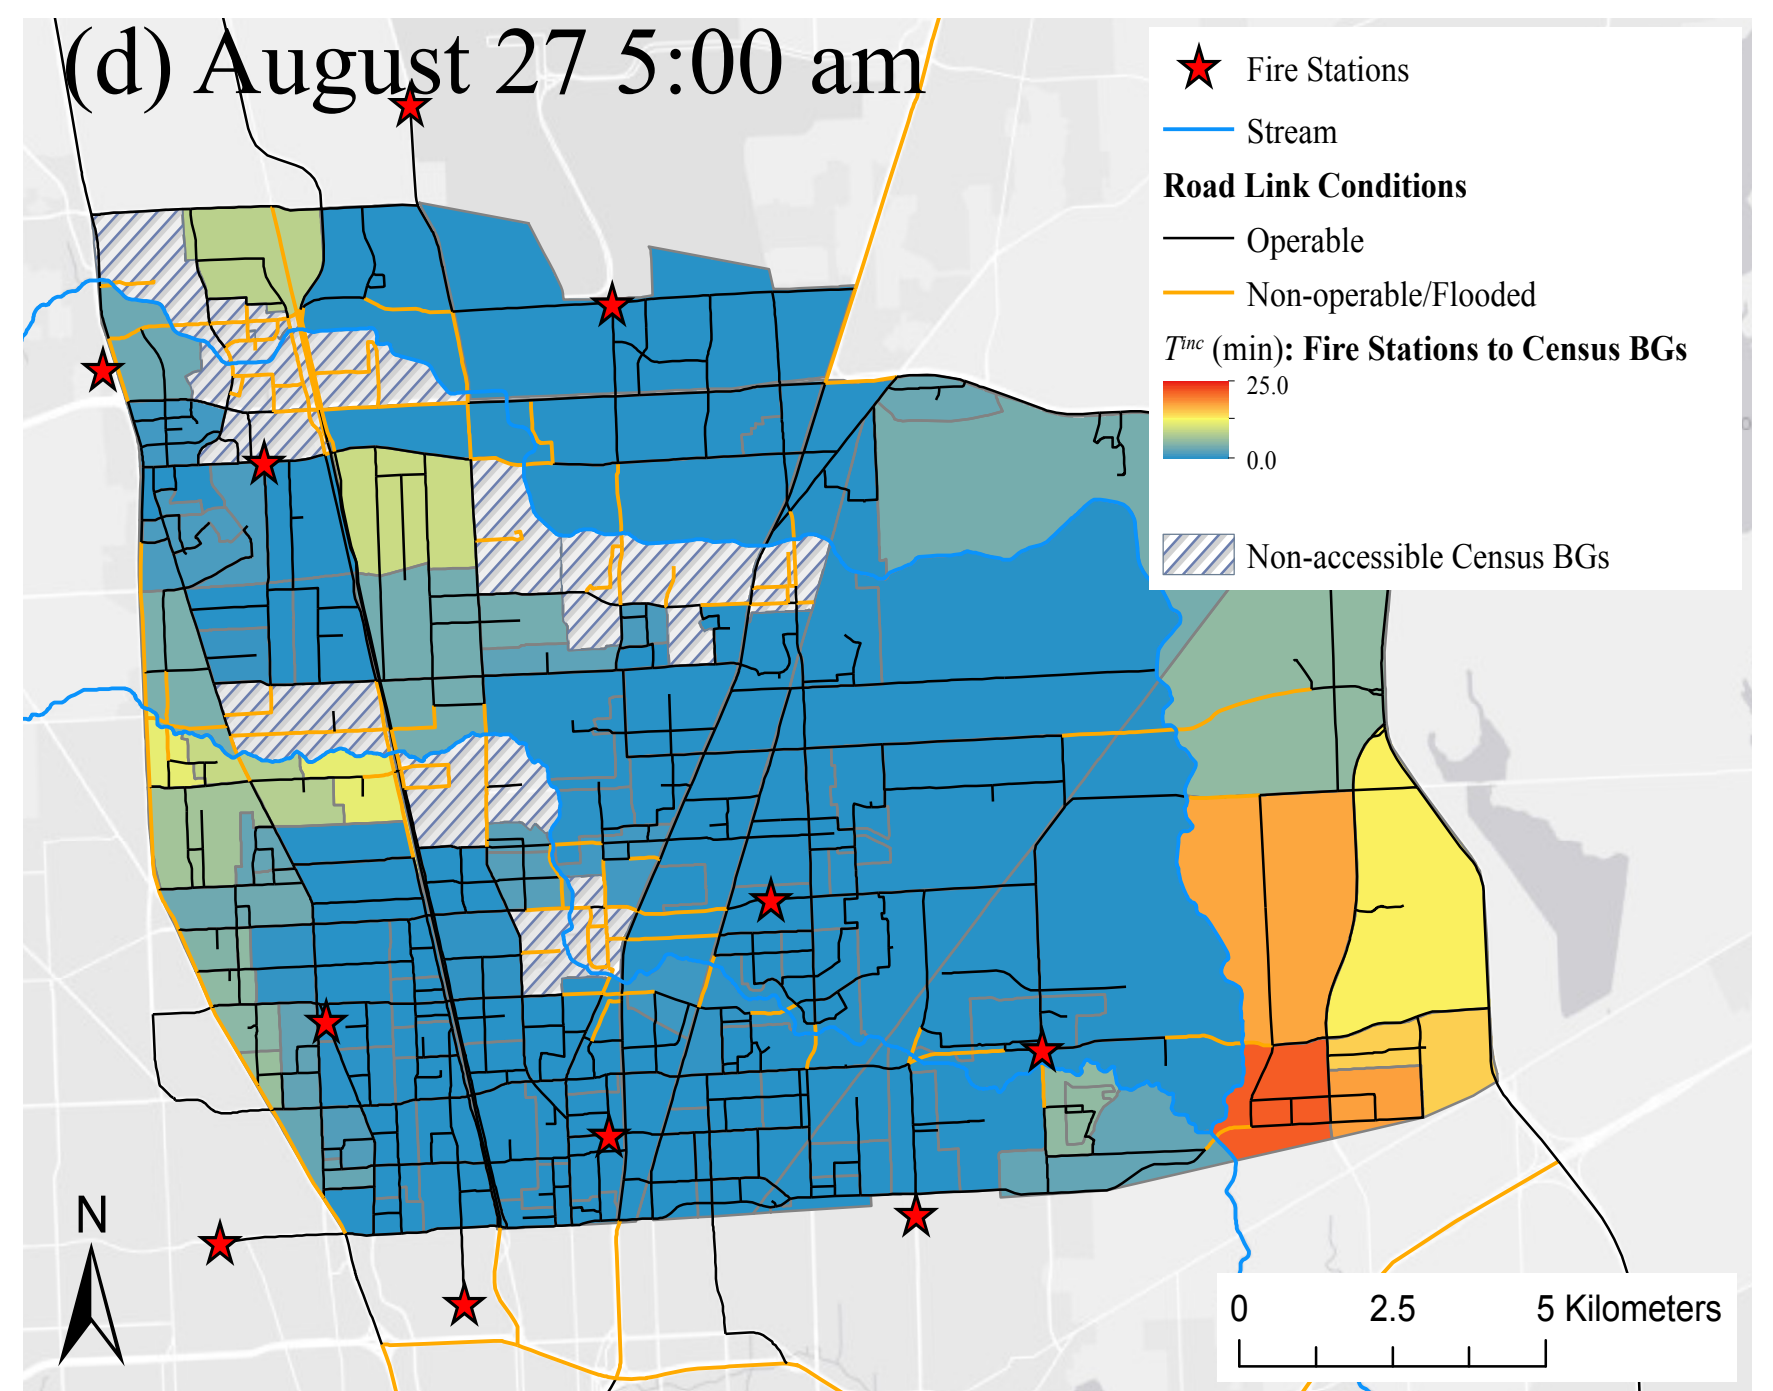 (d) August 27 5:00 am
Fire Stations
Stream
Road Link Conditions
Operable
Non-operable/Flooded
Tⁱⁿᶜ (min): Fire Stations to Census BGs
25.0
0.0
Non-accessible Census BGs
N
0 2.5 5 Kilometers